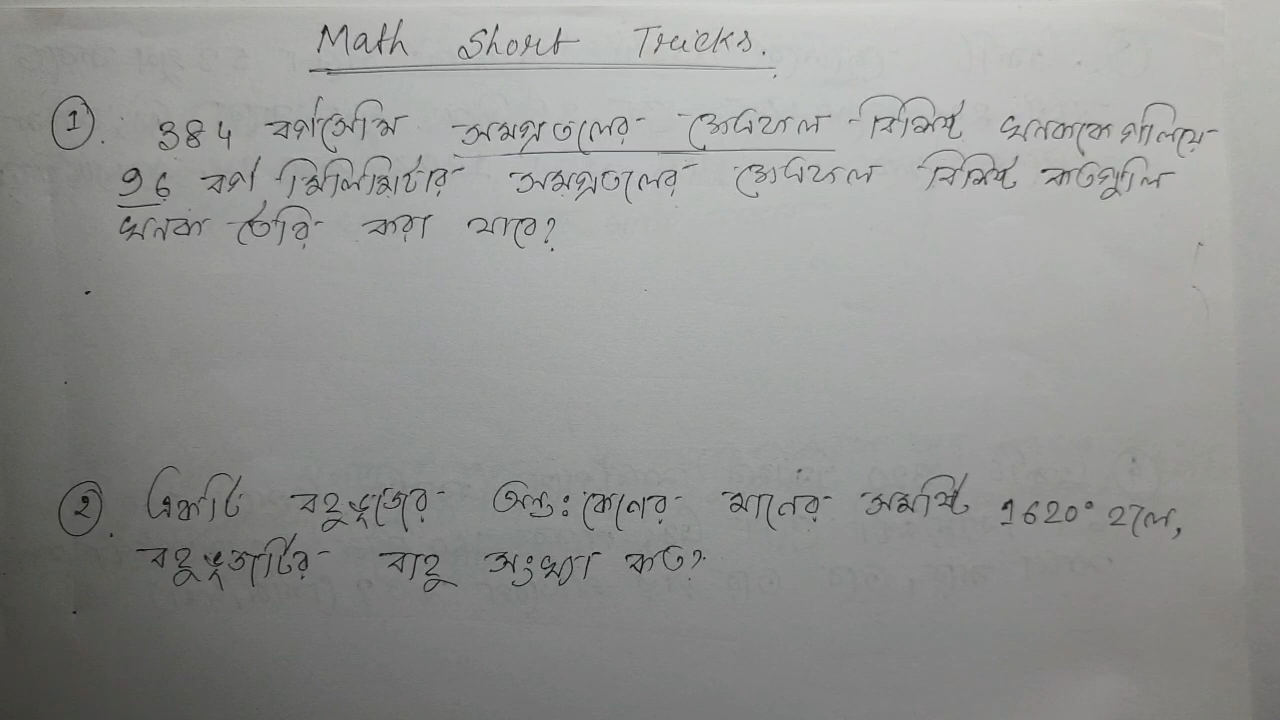 Math Short Tricks.
1. 384 বর্গসেমি সমগ্রতলের ক্ষেত্রফল বিশিষ্ট ঘনককে গলিয়ে
96 বর্গ মিলিমিটার সমগ্রতলের ক্ষেত্রফল বিশিষ্ট কতগুলি
ঘনক তৈরি করা যাবে?
2. একটি বহুভূজের অন্তঃকোনের মানের সমষ্টি 1620° হলে,
বহুভূজটির বাহু সংখ্যা কত?